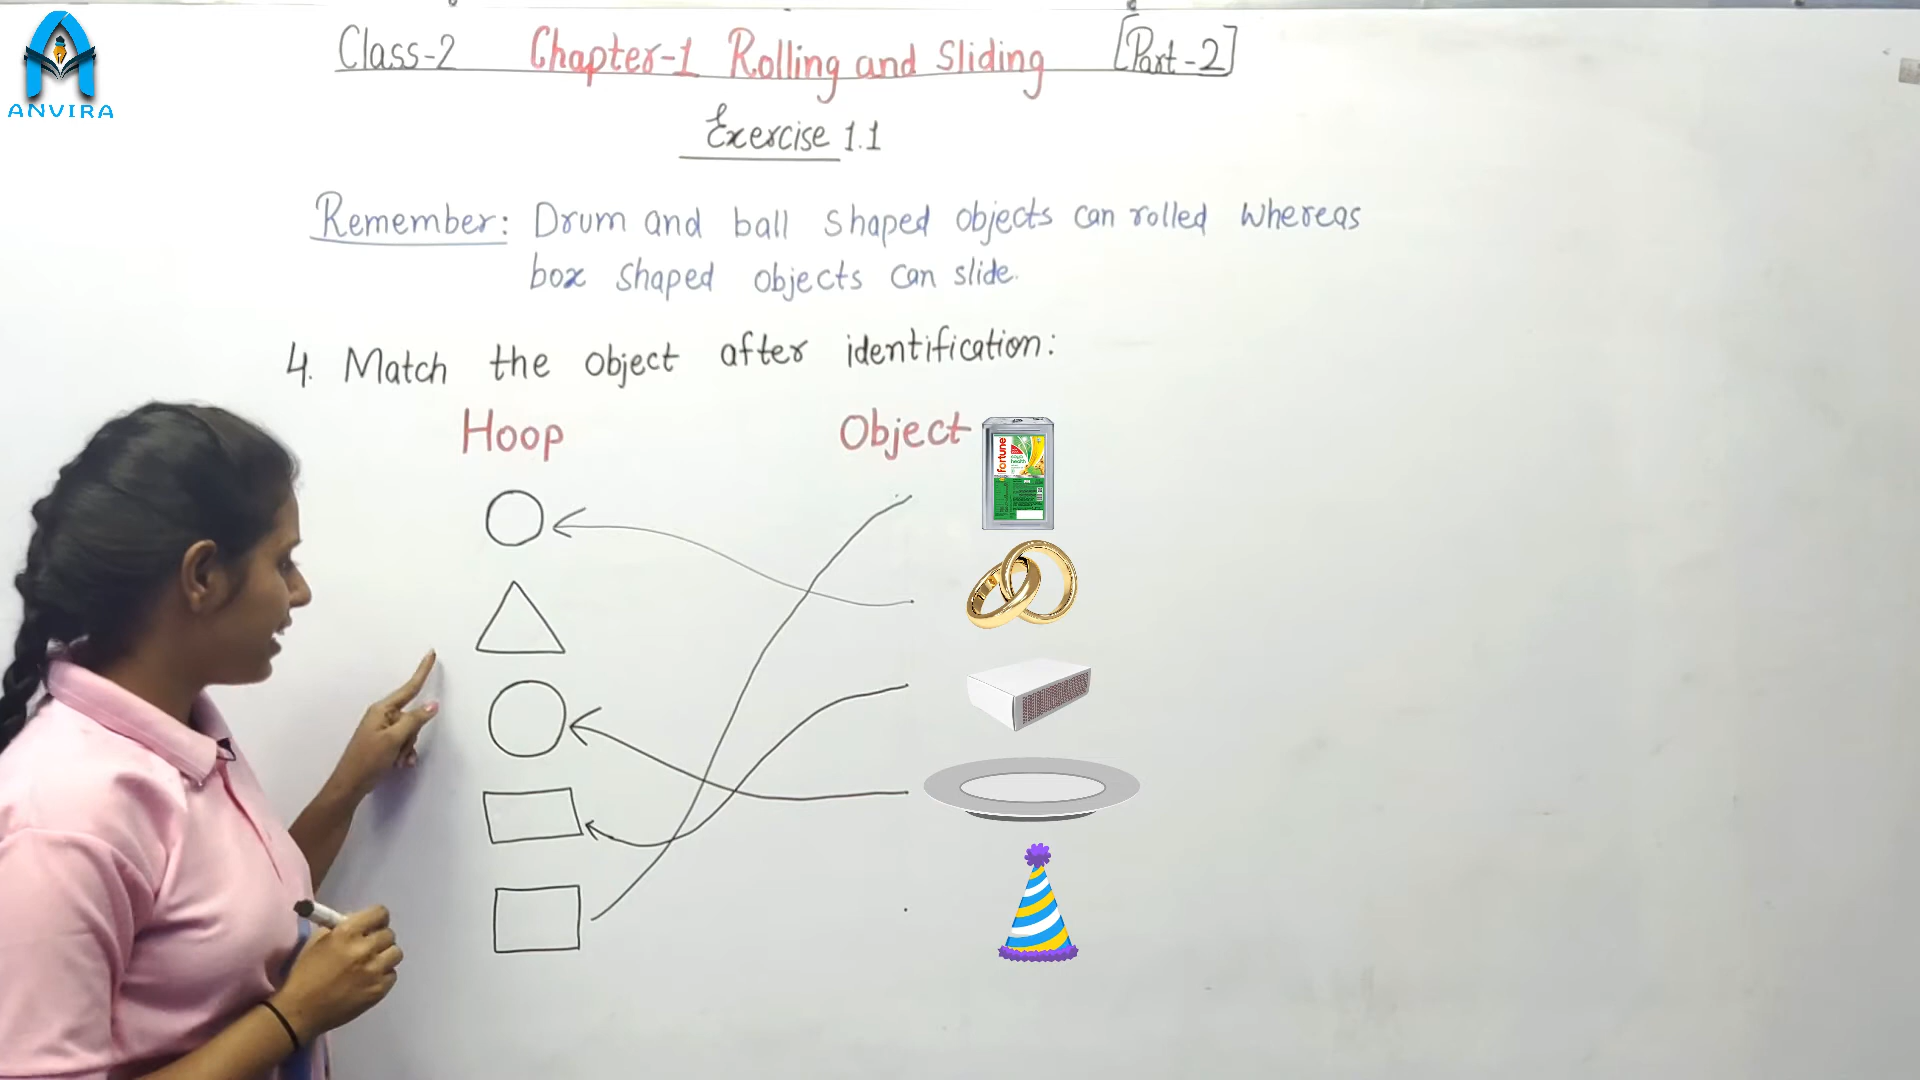 ANVIRA
Class-2 Chapter-1 Rolling and Sliding [Part-2]
Exercise 1.1
Remember: Drum and ball shaped objects can rolled whereas
box shaped objects can slide.
4. Match the object after identification:
Hoop Object
fortune